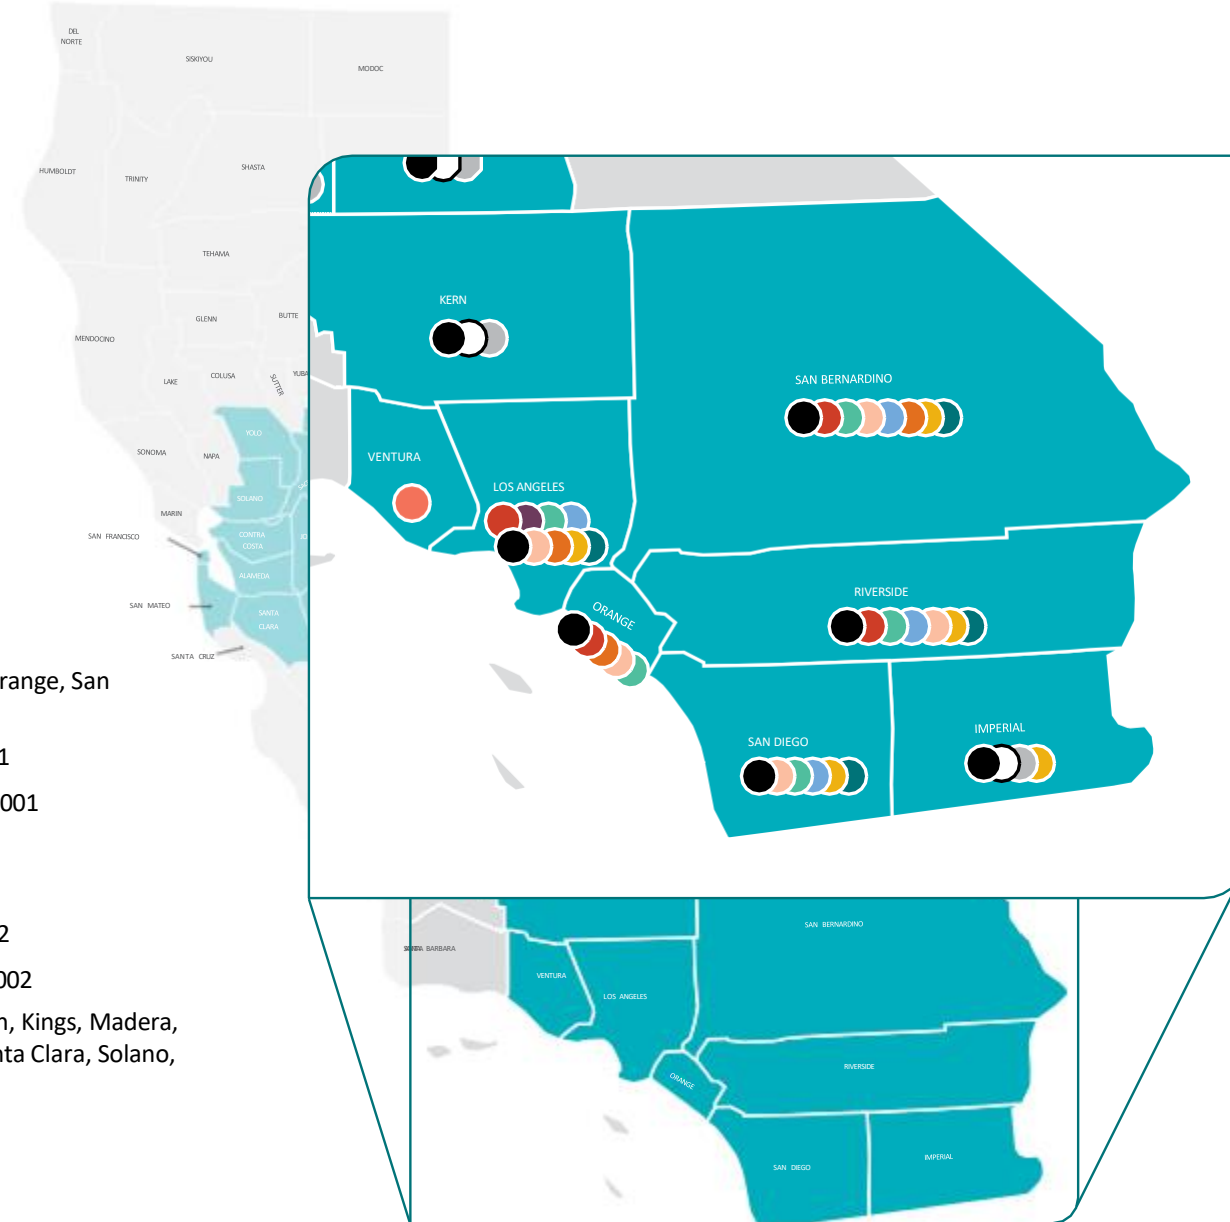 DEL
NORTE
SISKIYOU
MODOC
HUMBOLDT
TRINITY
SHASTA
TEHAMA
GLENN
BUTTE
MENDOCINO
LAKE
COLUSA
SUTTER
YUBA
YOLO
SONOMA
NAPA
SOLANO
MARIN
SAN FRANCISCO
CONTRA
COSTA
ALAMEDA
SAN MATEO
SANTA
CLARA
SANTA CRUZ
KERN
SAN BERNARDINO
VENTURA
LOS ANGELES
ORANGE
RIVERSIDE
SAN DIEGO
IMPERIAL
range, San
1
001
2
002
n, Kings, Madera,
nta Clara, Solano,
SAN BERNARDINO
BARBARA
VENTURA
LOS ANGELES
ORANGE
RIVERSIDE
SAN DIEGO
IMPERIAL